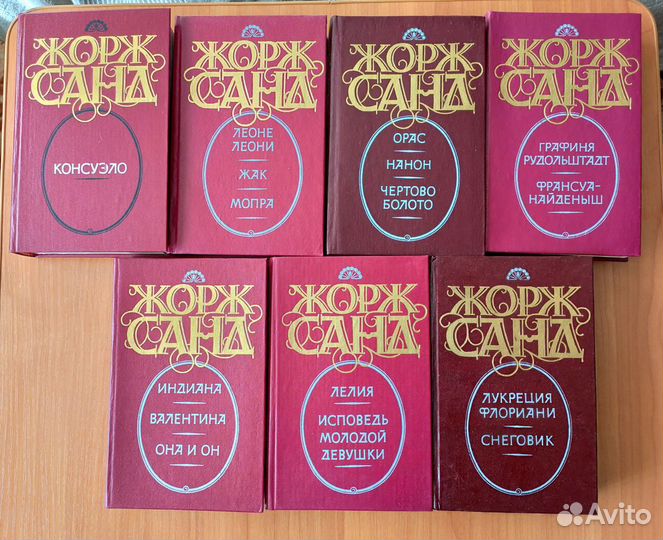 ЖОРЖ
САНД
КОНСУЭЛО
ЖОРЖ
САНД
ЛЕОНЕ
ЛЕОНИ
ЖАК
МОПРА
ЖОРЖ
САНД
ОРАС
НАНОН
ЧЕРТОВО
БОЛОТО
ЖОРЖ
САНД
ГРАФИНЯ
РУДОЛЬШТАДТ
ФРАНСУА-
НАЙДЕНЫШ
ЖОРЖ
САНД
ИНДИАНА
ВАЛЕНТИНА
ОНА И ОН
ЖОРЖ
САНД
ЛЕЛИЯ
ИСПОВЕДЬ
МОЛОДОЙ
ДЕВУШКИ
ЖОРЖ
САНД
ЛУКРЕЦИЯ
ФЛОРИАНИ
СНЕГОВИК
Avito